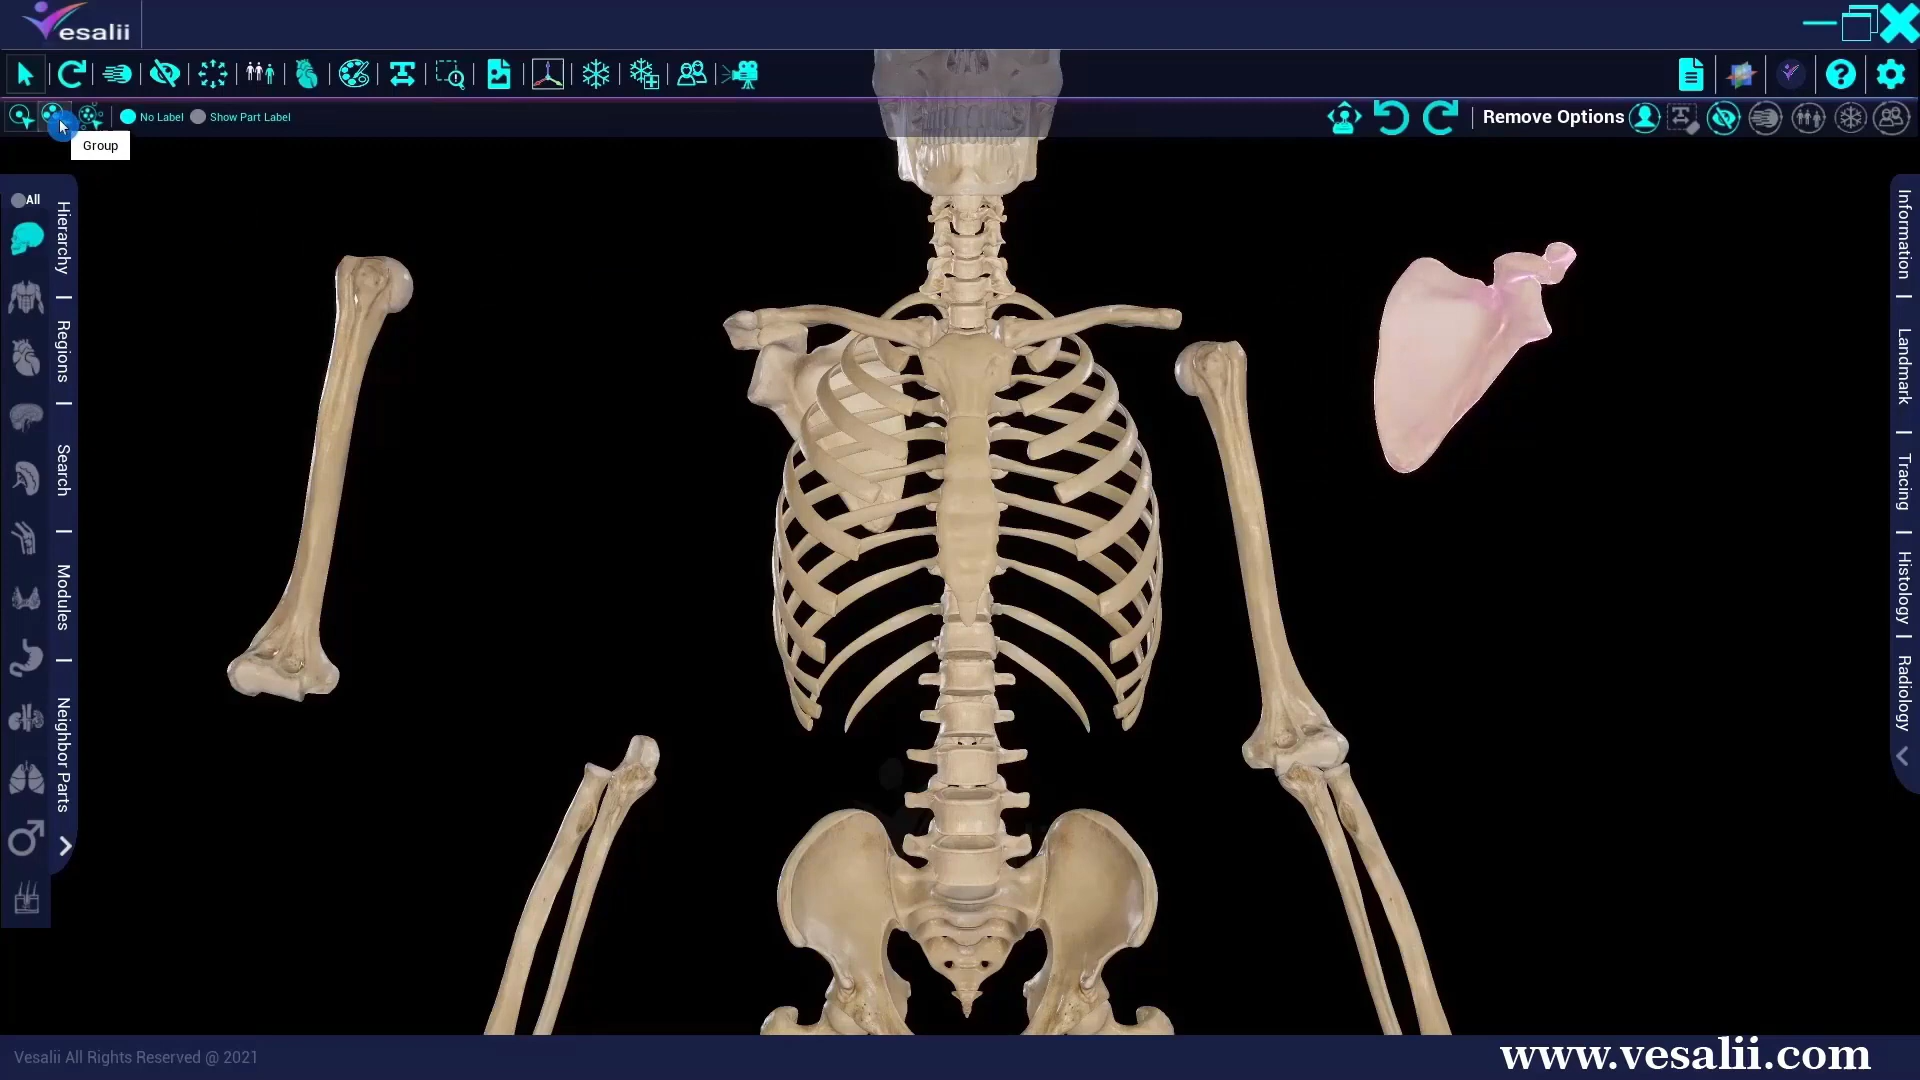 Vesalii
No Label
Show Part Label
Remove Options
Group
All
Hierarchy
Regions
Search
Modules
Neighbor Parts
Information
Landmark
Tracing
Histology
Radiology
Vesalii All Rights Reserved @ 2021
www.vesalii.com